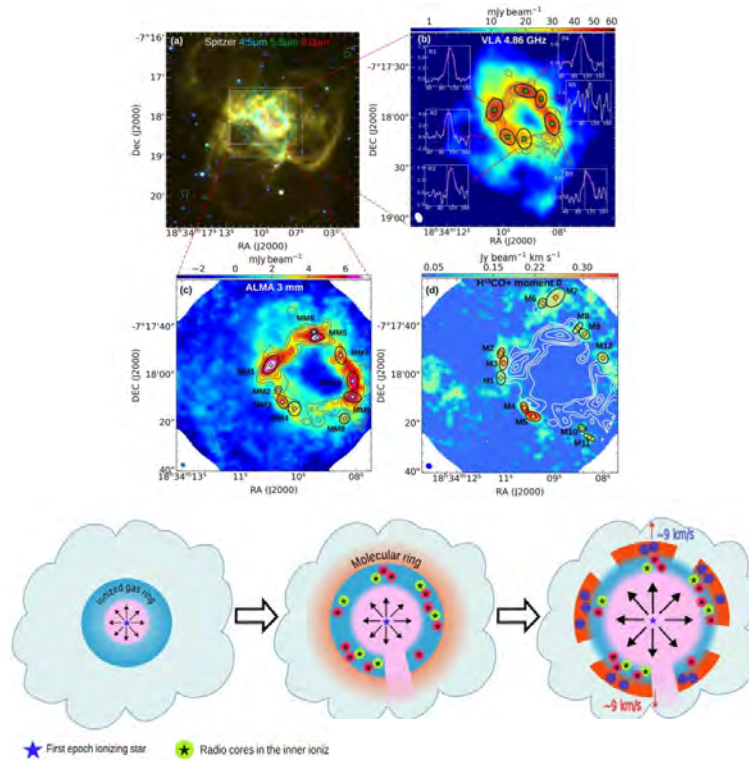 mJy beam⁻¹
1 10 20 30 40 50 60
-7°16'
(a)
Spitzer 4.5μm 5.8μm 8.0μm
17'
18'
19'
20'
Dec (J2000)
18ʰ34ᵐ17ˢ 13ˢ 10ˢ 07ˢ 03ˢ
RA (J2000)
(b)
VLA 4.86 GHz
R1
R2
R4
-7°17'30"
18'00"
30"
19'00"
DEC (J2000)
18ʰ34ᵐ12ˢ 10ˢ 08ˢ
RA (J2000)
mJy beam⁻¹
−2 0 2 4 6
(c)
ALMA 3 mm
MM6
MM5
MM1
MM2
MM3
-7°17'40"
18'00"
20"
40"
DEC (J2000)
11ˢ 10ˢ 08ˢ
RA (J2000)
Jy beam⁻¹ km s⁻¹
0.05 0.15 0.22 0.30
(d)
H¹³CO+ moment 0
M6
M7
M8
M9
M12
M2
M3
M1
M4
M5
M10
M11
-7°17'40"
18'00"
20"
40"
DEC (J2000)
18ʰ34ᵐ12ˢ 11ˢ 10ˢ 08ˢ
RA (J2000)
Ionized gas ring
Molecular ring
~9 km/s
~9 km/s
First epoch ionizing star
Radio cores in the inner ioniz